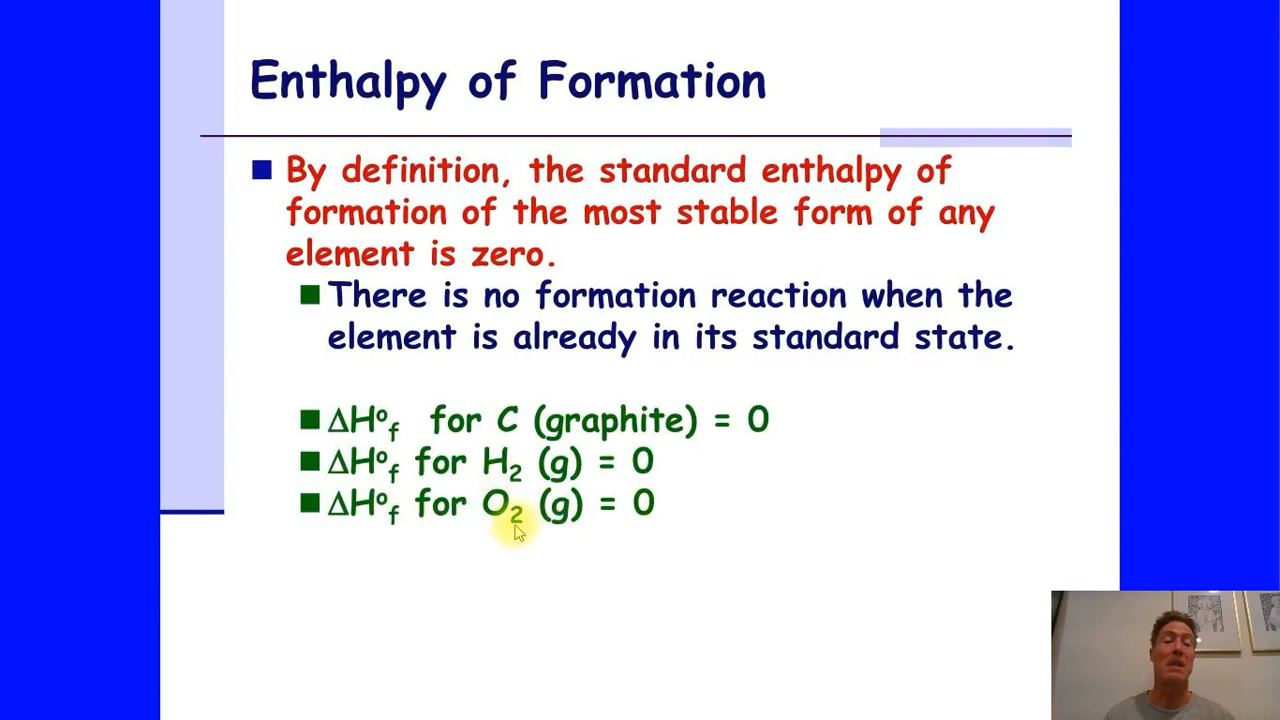 Enthalpy of Formation
By definition, the standard enthalpy of
formation of the most stable form of any
element is zero.
There is no formation reaction when the
element is already in its standard state.
ΔH°f for C (graphite) = 0
ΔH°f for H₂ (g) = 0
ΔH°f for O₂ (g) = 0